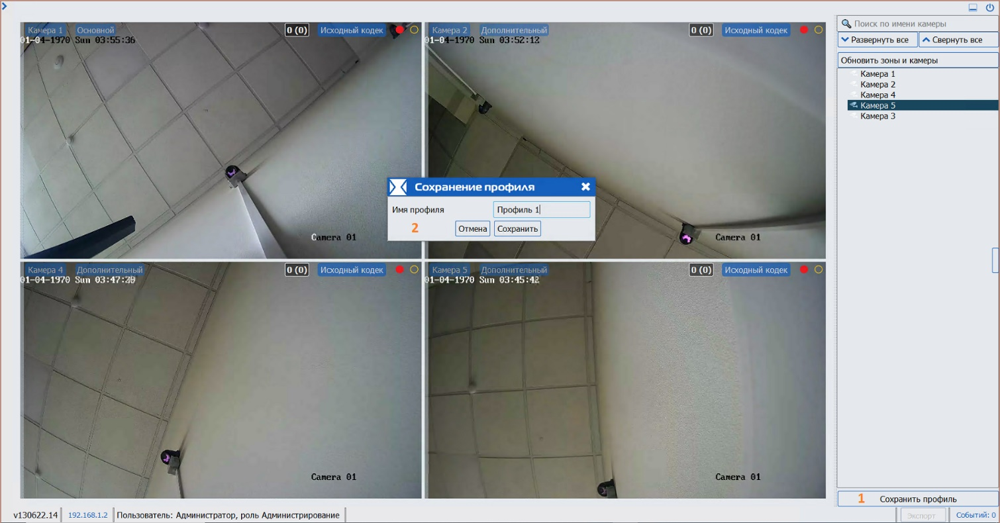 Камера 1 Основной 0 (0) Исходный кодек
01-04-1970 Sun 03:55:36
Camera 01
Камера 2 Дополнительный 0 (0) Исходный кодек
01-04-1970 Sun 03:52:12
Camera 01
Сохранение профиля
Имя профиля Профиль 1
2 Отмена Сохранить
Камера 4 Дополнительный 0 (0) Исходный кодек
01-04-1970 Sun 03:47:20
Camera 01
Камера 5 Дополнительный 0 (0) Исходный кодек
01-04-1970 Sun 03:45:42
Camera 01
Поиск по имени камеры
Развернуть все Свернуть все
Обновить зоны и камеры
Камера 1
Камера 2
Камера 4
Камера 5
Камера 3
1 Сохранить профиль
v130622.14 192.168.1.2 Пользователь: Администратор, роль Администрирование Экспорт Событий: 0